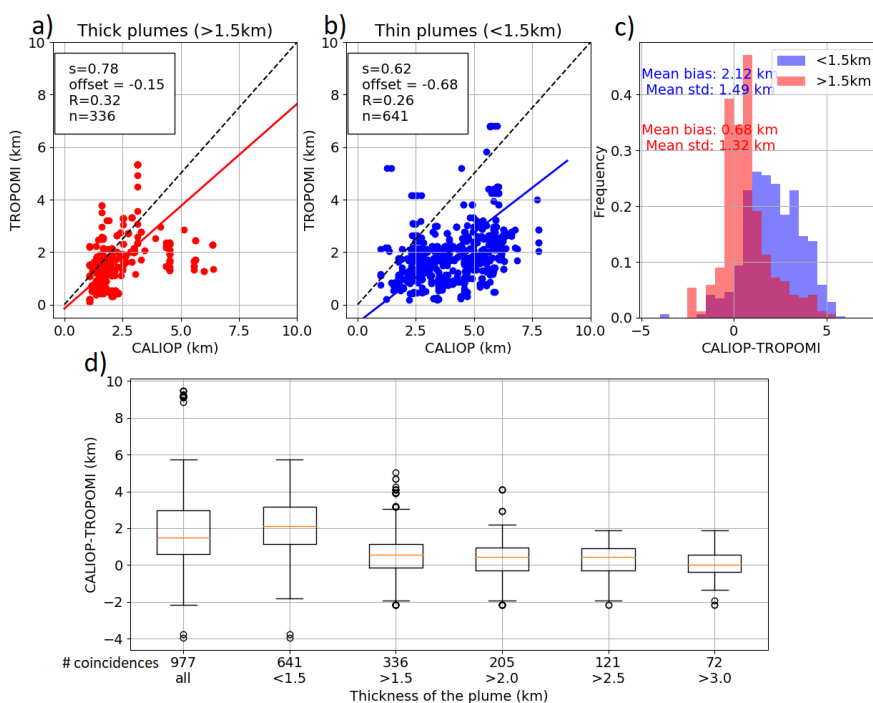 a) Thick plumes (>1.5km)
s=0.78
offset = -0.15
R=0.32
n=336
TROPOMI (km)
10
8
6
4
2
0
0.0 2.5 5.0 7.5 10.0
CALIOP (km)
b) Thin plumes (<1.5km)
s=0.62
offset = -0.68
R=0.26
n=641
TROPOMI (km)
10
8
6
4
2
0
0.0 2.5 5.0 7.5 10.0
CALIOP (km)
c)
<1.5km
>1.5km
Mean bias: 2.12 km
Mean std: 1.49 km
Mean bias: 0.68 km
Mean std: 1.32 km
Frequency
0.4
0.3
0.2
0.1
0.0
−5 0 5
CALIOP-TROPOMI
d)
CALIOP-TROPOMI (km)
10
8
6
4
2
0
−2
−4
# coincidences 977 641 336 205 121 72
all <1.5 >1.5 >2.0 >2.5 >3.0
Thickness of the plume (km)